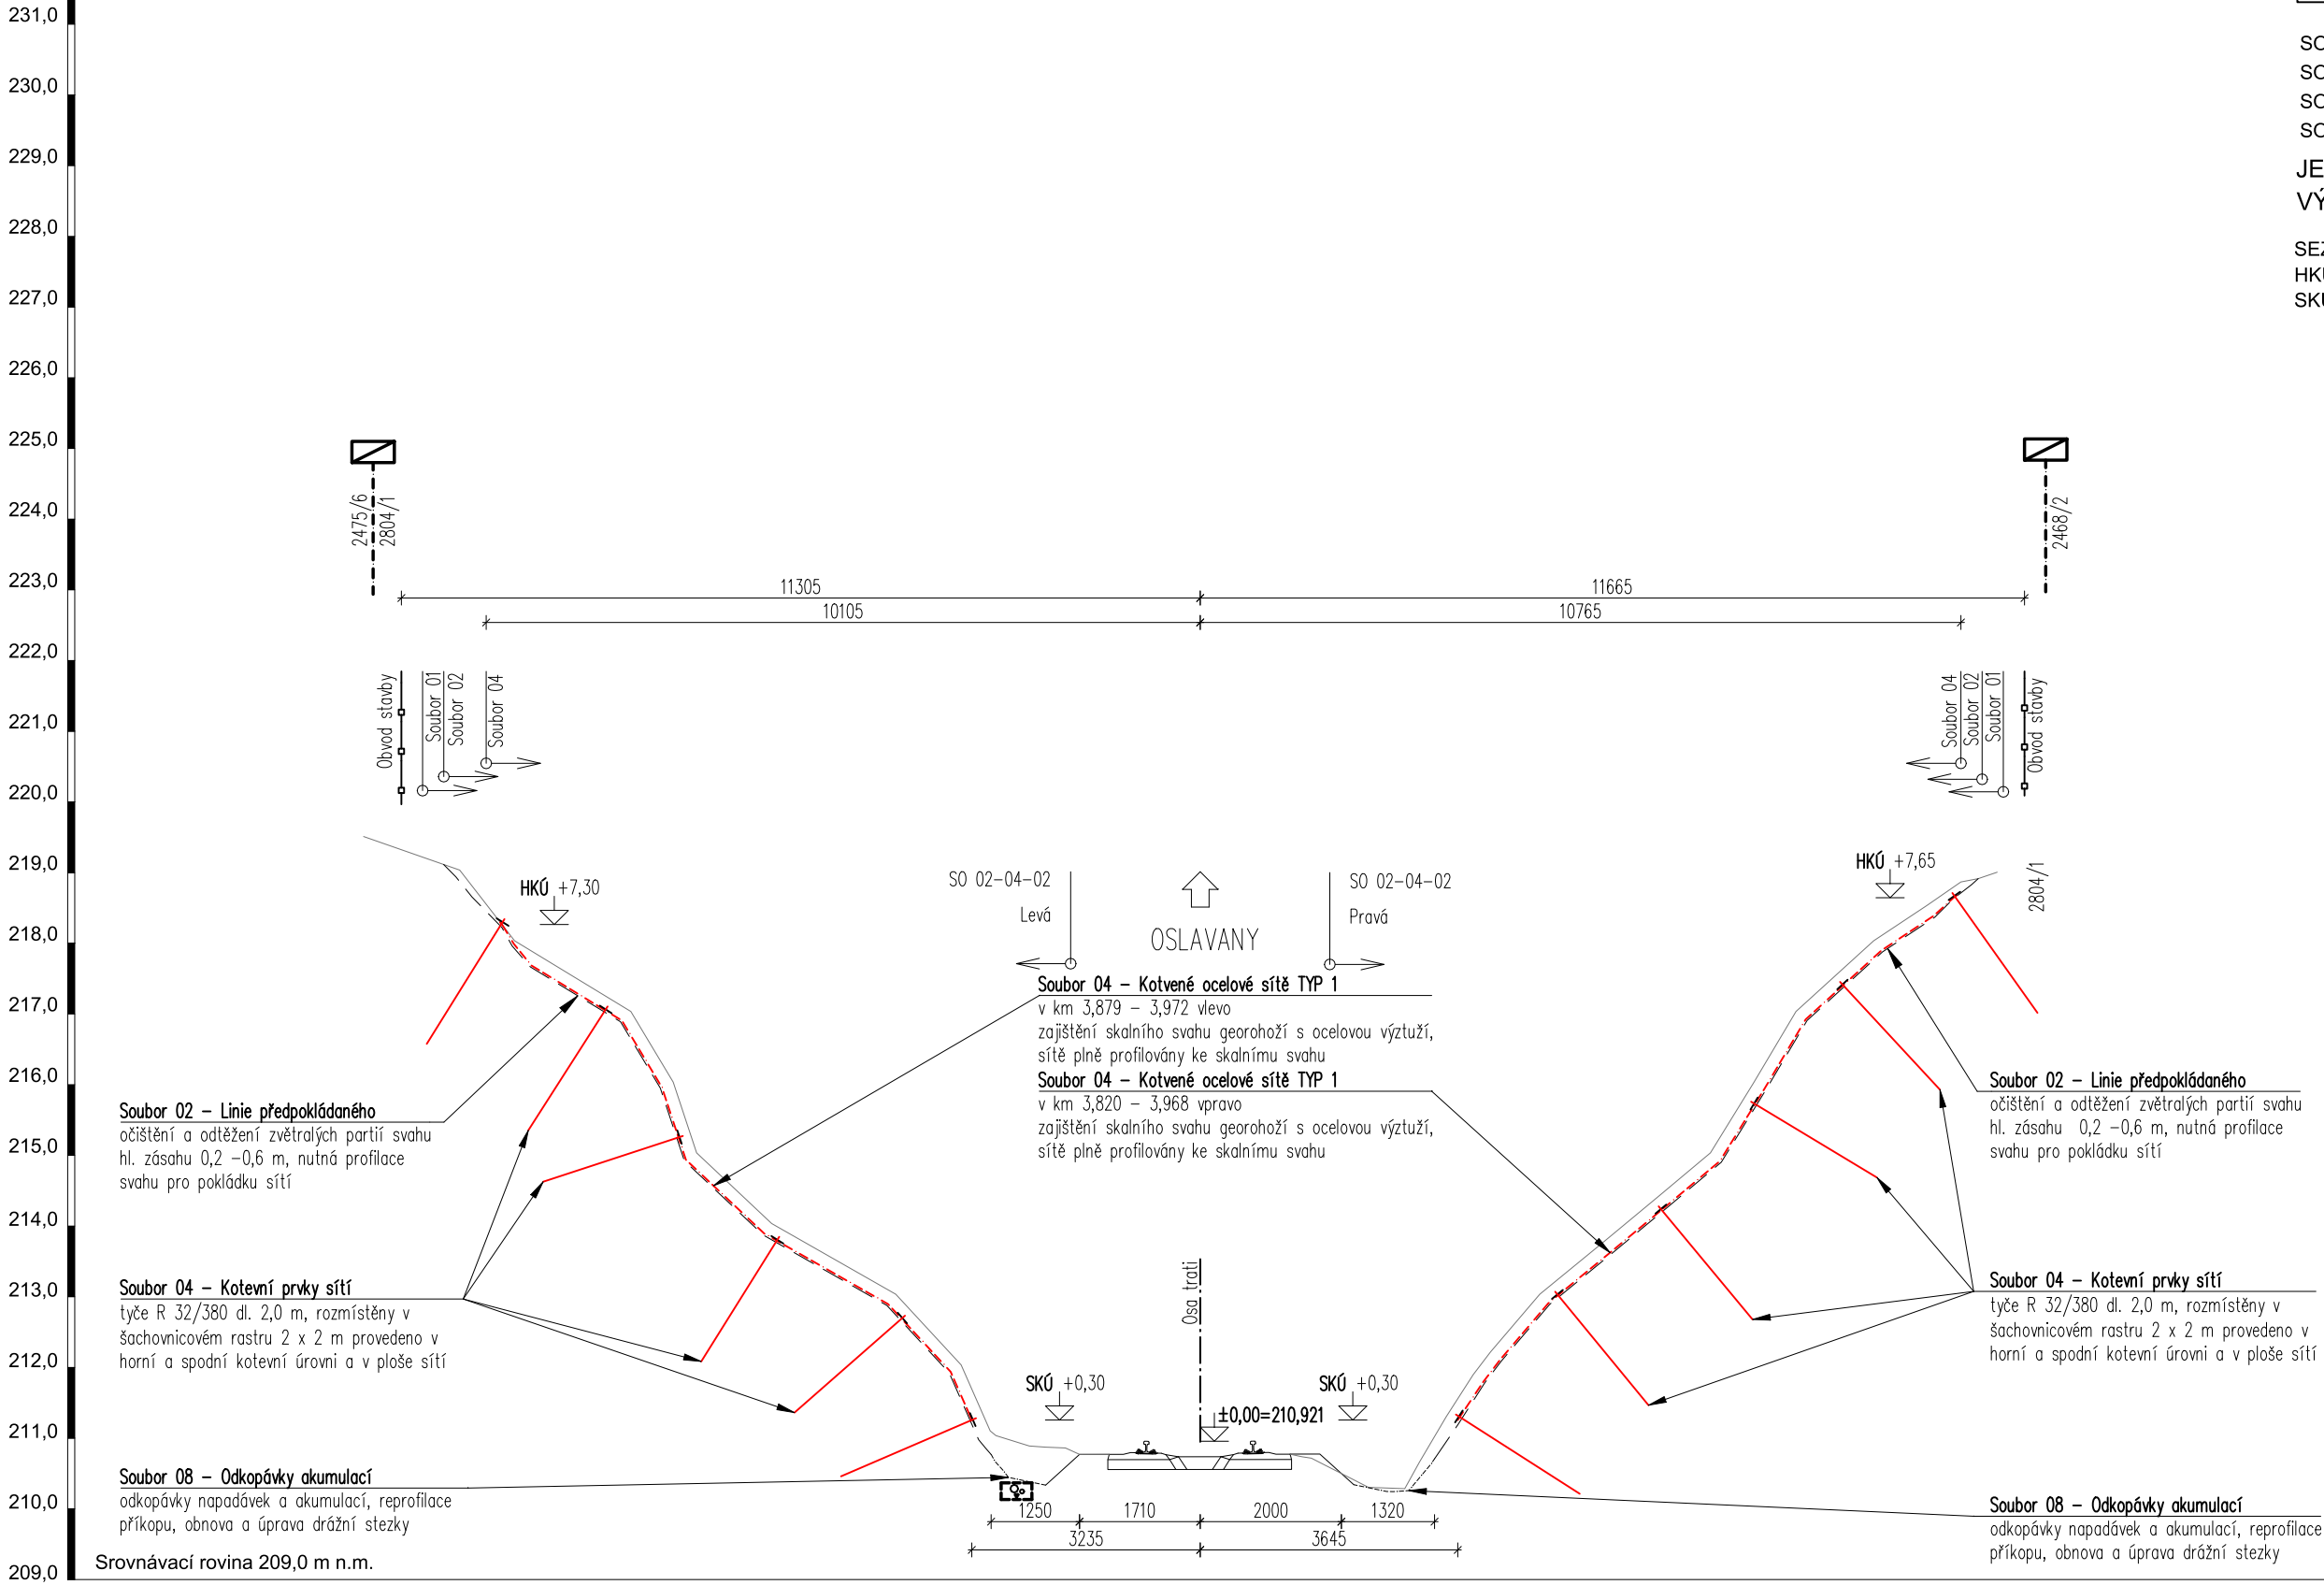 231,0
230,0
229,0
228,0
227,0
226,0
225,0
224,0
223,0
222,0
221,0
220,0
219,0
218,0
217,0
216,0
215,0
214,0
213,0
212,0
211,0
210,0
209,0
SEZ
HKÚ
SKÚ
2475/6
2804/1
2468/2
11305
11665
10105
10765
Obvod stavby
Soubor 01
Soubor 02
Soubor 04
Soubor 04
Soubor 02
Soubor 01
Obvod stavby
HKÚ +7,30
HKÚ +7,65
2804/1
SO 02-04-02
Levá
OSLAVANY
SO 02-04-02
Pravá
Soubor 04 – Kotvené ocelové sítě TYP 1
v km 3,879 – 3,972 vlevo
zajištění skalního svahu georohoží s ocelovou výztuží,
sítě plně profilovány ke skalnímu svahu
Soubor 04 – Kotvené ocelové sítě TYP 1
v km 3,820 – 3,968 vpravo
zajištění skalního svahu georohoží s ocelovou výztuží,
sítě plně profilovány ke skalnímu svahu
Soubor 02 – Linie předpokládaného
očištění a odtěžení zvětralých partií svahu
hl. zásahu 0,2 –0,6 m, nutná profilace
svahu pro pokládku sítí
Soubor 02 – Linie předpokládaného
očištění a odtěžení zvětralých partií svahu
hl. zásahu 0,2 –0,6 m, nutná profilace
svahu pro pokládku sítí
Soubor 04 – Kotevní prvky sítí
tyče R 32/380 dl. 2,0 m, rozmístěny v
šachovnicovém rastru 2 x 2 m provedeno v
horní a spodní kotevní úrovni a v ploše sítí
Soubor 04 – Kotevní prvky sítí
tyče R 32/380 dl. 2,0 m, rozmístěny v
šachovnicovém rastru 2 x 2 m provedeno v
horní a spodní kotevní úrovni a v ploše sítí
Osa trati
SKÚ +0,30
SKÚ +0,30
±0,00=210,921
Soubor 08 – Odkopávky akumulací
odkopávky napadávek a akumulací, reprofilace
příkopu, obnova a úprava drážní stezky
Soubor 08 – Odkopávky akumulací
odkopávky napadávek a akumulací, reprofilace
příkopu, obnova a úprava drážní stezky
1250
1710
2000
1320
3235
3645
Srovnávací rovina 209,0 m n.m.